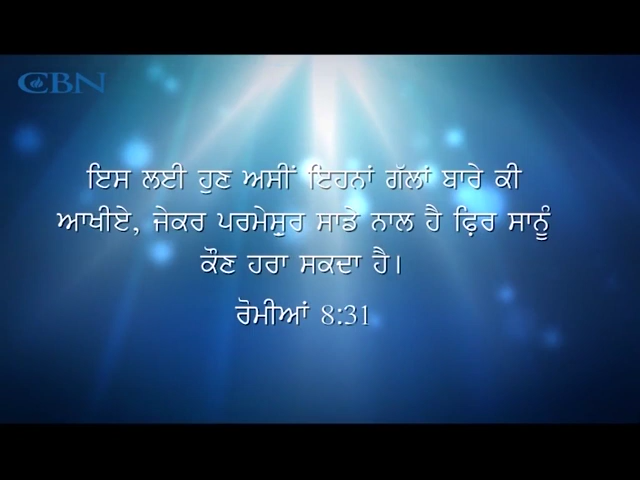 CBN
ਇਸ ਲਈ ਹੁਣ ਅਸੀਂ ਇਹਨਾਂ ਗੱਲਾਂ ਬਾਰੇ ਕੀ
ਆਖੀਏ, ਜੇਕਰ ਪਰਮੇਸ਼ੁਰ ਸਾਡੇ ਨਾਲ ਹੈ ਫ਼ਿਰ ਸਾਨੂੰ
ਕੌਣ ਹਰਾ ਸਕਦਾ ਹੈ।
ਰੋਮੀਆਂ 8:31